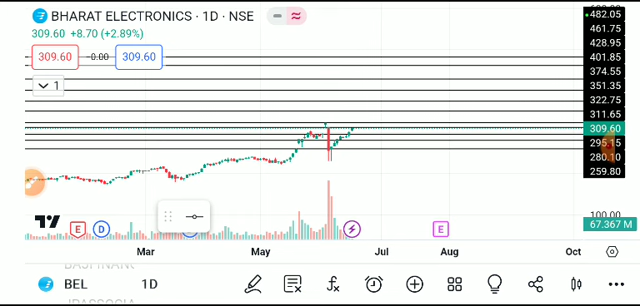 BHARAT ELECTRONICS · 1D · NSE
309.60 +8.70 (+2.89%)
309.60 -0.00 309.60
1
482.05
461.75
428.95
401.85
374.55
351.35
322.75
311.65
309.60
295.15
280.10
259.80
100.00
67.367 M
E D E
Mar May Jul Aug Oct
BEL 1D